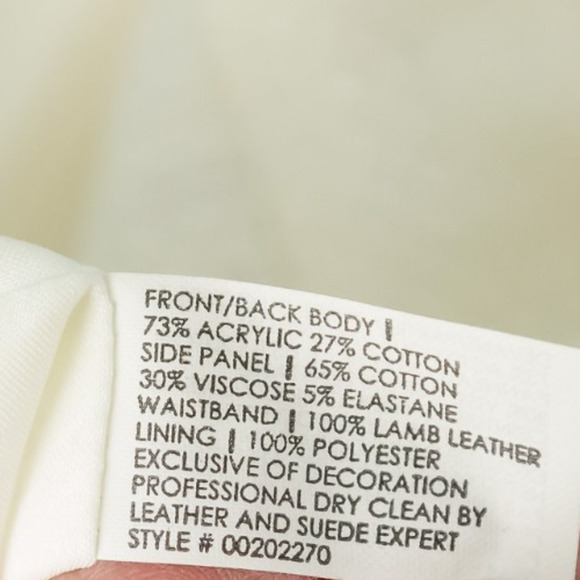 FRONT/BACK BODY |
73% ACRYLIC 27% COTTON
SIDE PANEL | 65% COTTON
30% VISCOSE 5% ELASTANE
WAISTBAND | 100% LAMB LEATHER
LINING | 100% POLYESTER
EXCLUSIVE OF DECORATION
PROFESSIONAL DRY CLEAN BY
LEATHER AND SUEDE EXPERT
STYLE # 00202270